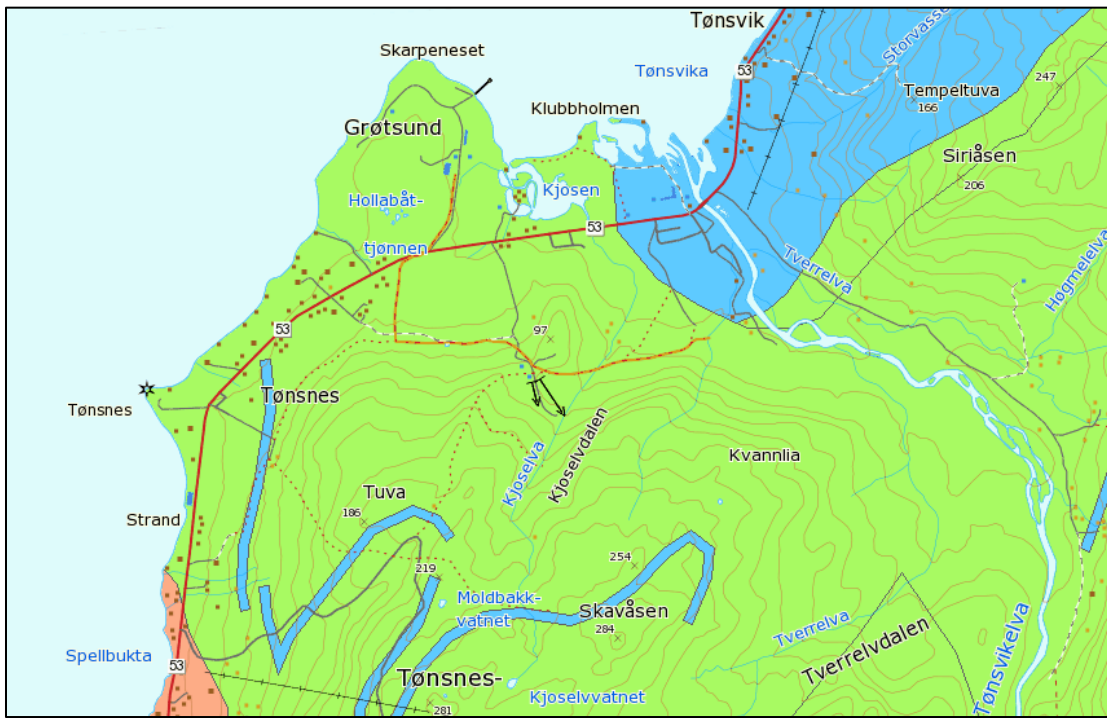 Tønsvik
Skarpeneset
Tønsvika
53
Storvasse
247
Tempeltuva
166
Klubbholmen
Grøtsund
Siriåsen
206
Kjosen
Hollabåt-
tjønnen
53
Tverrelva
Høgmelelva
53
97
Tønsnes
Tønsnes
Kjoselva
Kjoselvdalen
Kvannlia
Tuva
186
Strand
219
254
Moldbakk-
vatnet
Skavåsen
284
Tverrelva
Tverrelvdalen
Tønsvikelva
Spellbukta
53
Tønsnes-
Kjoselvvatnet
281